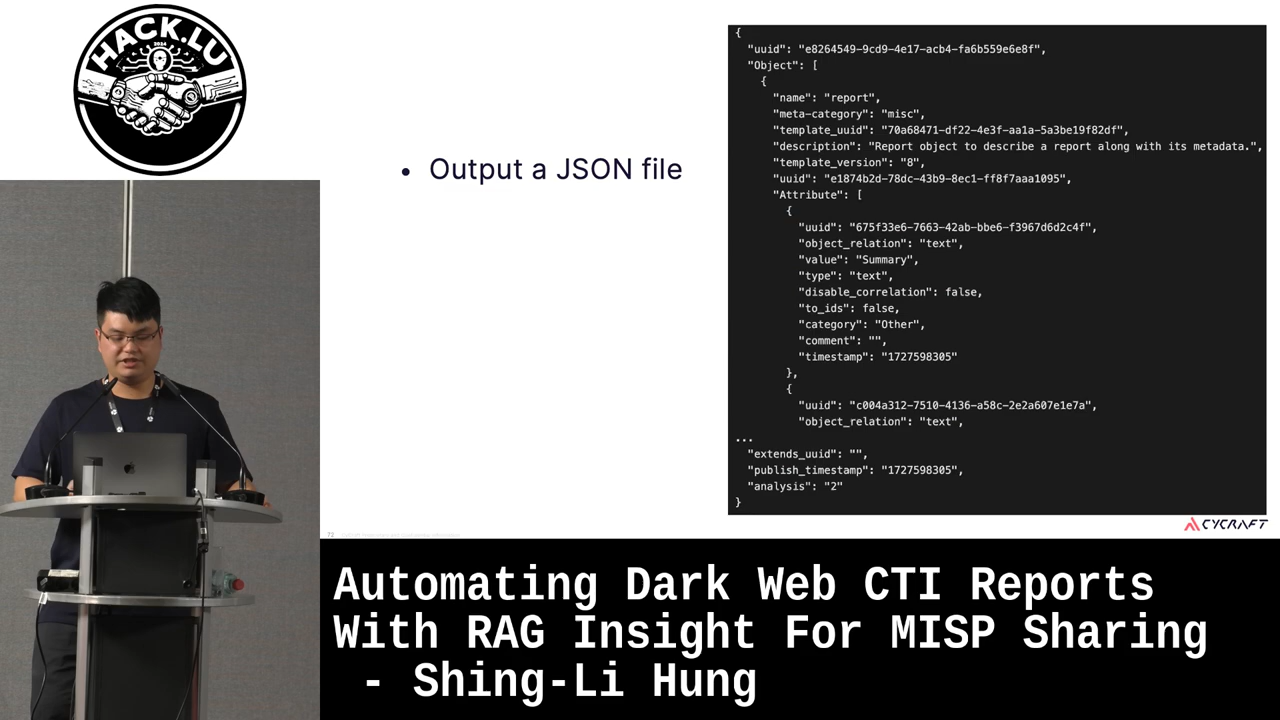 HACK.LU
2024
• Output a JSON file
{
"uuid": "e8264549-9cd9-4e17-acb4-fa6b559e6e8f",
"Object": [
{
"name": "report",
"meta-category": "misc",
"template_uuid": "70a68471-df22-4e3f-aa1a-5a3be19f82df",
"description": "Report object to describe a report along with its metadata.",
"template_version": "8",
"uuid": "e1874b2d-78dc-43b9-8ec1-ff8f7aaa1095",
"Attribute": [
{
"uuid": "675f33e6-7663-42ab-bbe6-f3967d6d2c4f",
"object_relation": "text",
"value": "Summary",
"type": "text",
"disable_correlation": false,
"to_ids": false,
"category": "Other",
"comment": "",
"timestamp": "1727598305"
},
{
"uuid": "c004a312-7510-4136-a58c-2e2a607e1e7a",
"object_relation": "text",
...
"extends_uuid": "",
"publish_timestamp": "1727598305",
"analysis": "2"
}
72
CYCRAFT
Automating Dark Web CTI Reports
With RAG Insight For MISP Sharing
- Shing-Li Hung